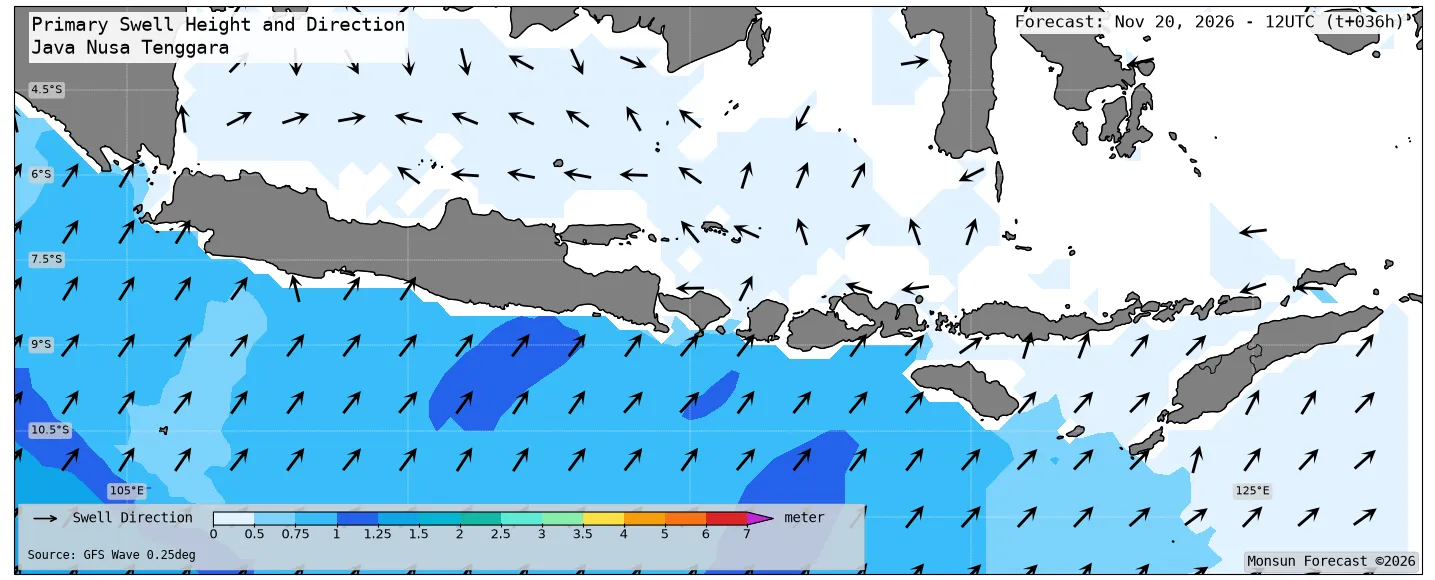 Primary Swell Height and Direction
Java Nusa Tenggara
Forecast: Nov 20, 2026 - 12UTC (t+036h)
4.5°S
6°S
7.5°S
9°S
10.5°S
105°E
125°E
Swell Direction
0 0.5 0.75 1 1.25 1.5 2 2.5 3 3.5 4 5 6 7
meter
Source: GFS Wave 0.25deg
Monsun Forecast ©2026